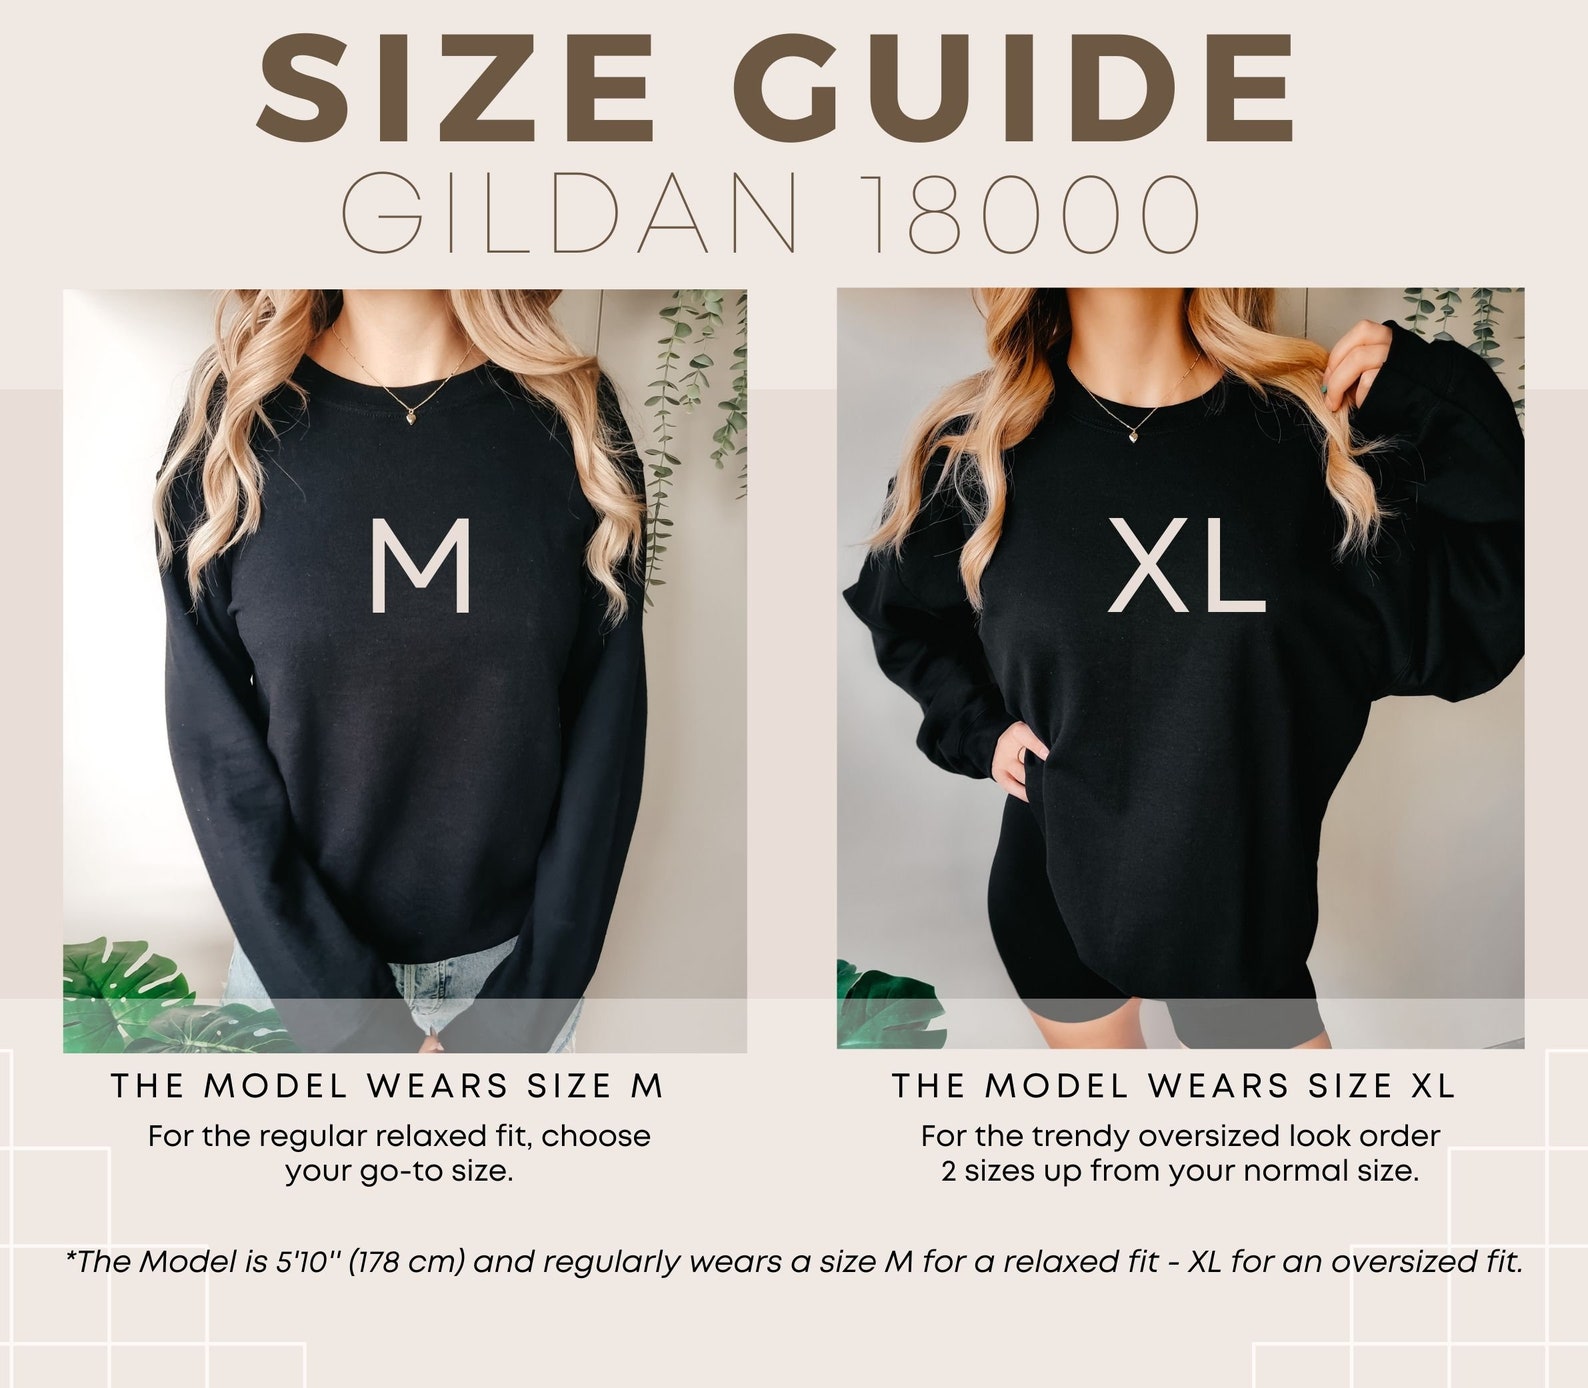 SIZE GUIDE
GILDAN 18000
M
XL
THE MODEL WEARS SIZE M
For the regular relaxed fit, choose
your go-to size.
THE MODEL WEARS SIZE XL
For the trendy oversized look order
2 sizes up from your normal size.
*The Model is 5'10" (178 cm) and regularly wears a size M for a relaxed fit - XL for an oversized fit.